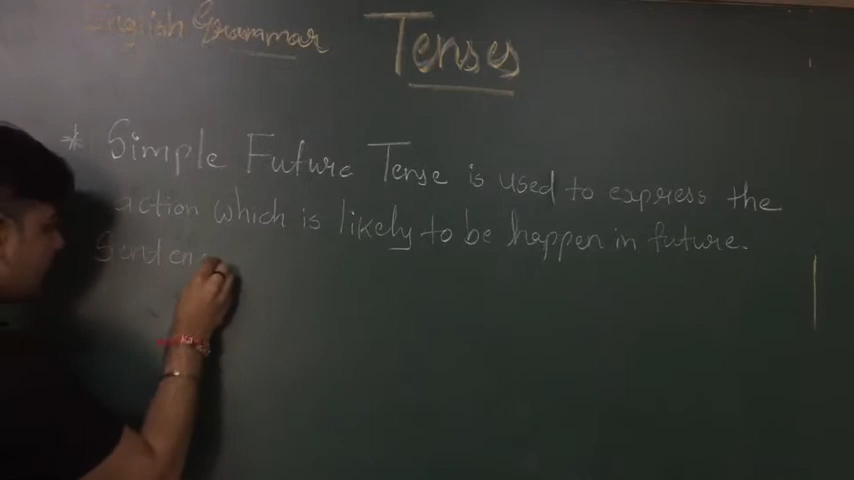 English Grammar
Tenses
* Simple Future Tense is used to express the
action which is likely to be happen in future.
Senten